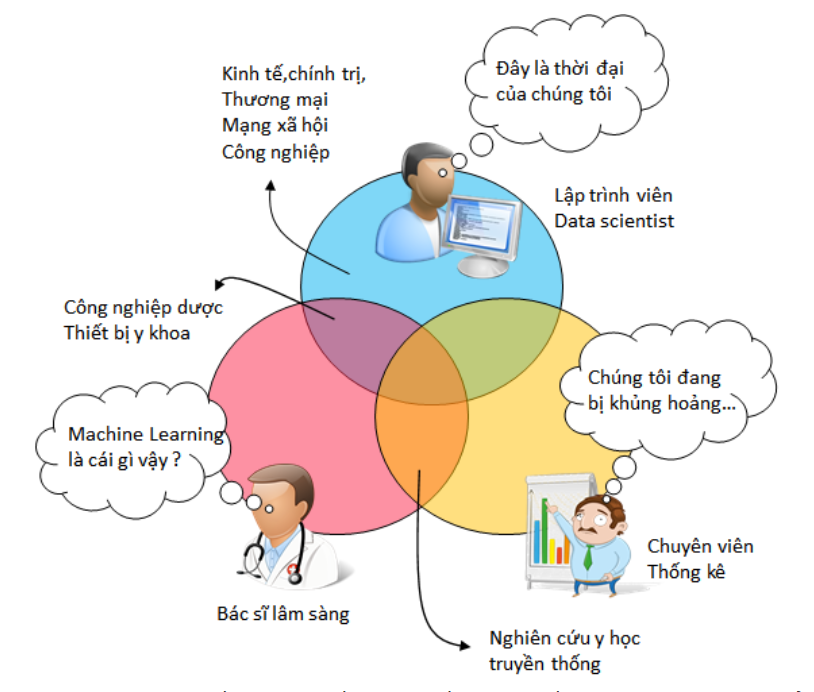 Đây là thời đại
của chúng tôi
Kinh tế,chính trị,
Thương mại
Mạng xã hội
Công nghiệp
Lập trình viên
Data scientist
Công nghiệp dược
Thiết bị y khoa
Chúng tôi đang
bị khủng hoảng...
Machine Learning
là cái gì vậy ?
Chuyên viên
Thống kê
Bác sĩ lâm sàng
Nghiên cứu y học
truyền thống